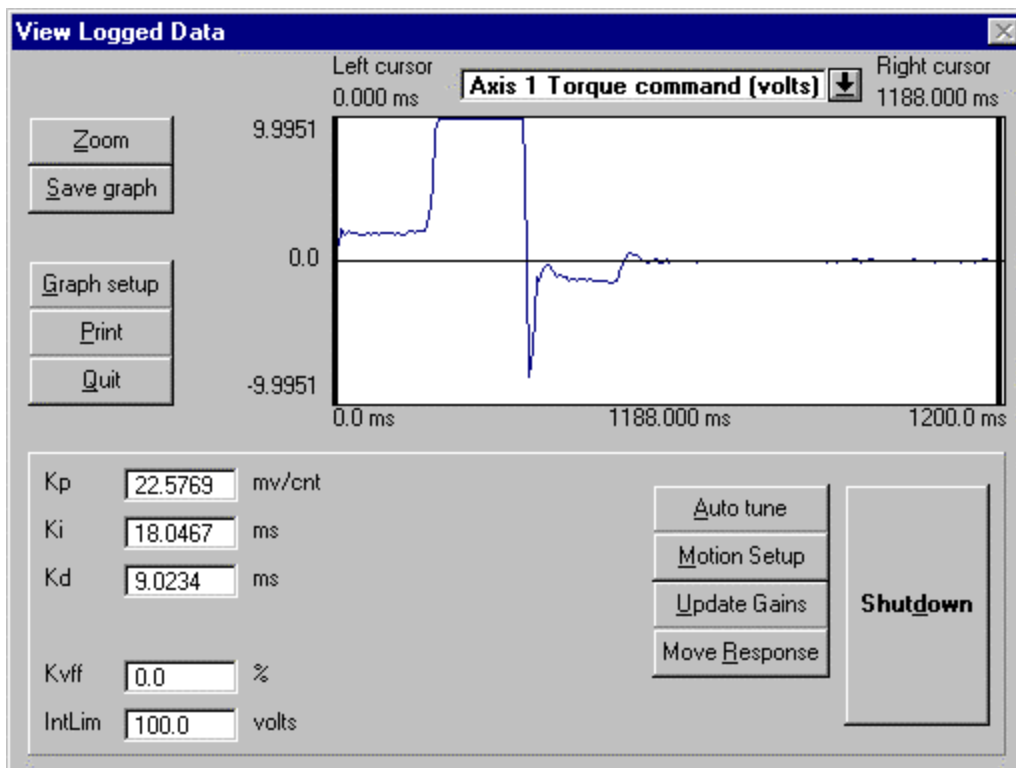 View Logged Data
Left cursor
0.000 ms
Axis 1 Torque command (volts)
Right cursor
1188.000 ms
Zoom
Save graph
Graph setup
Print
Quit
9.9951
0.0
-9.9951
0.0 ms 1188.000 ms 1200.0 ms
Kp 22.5769 mv/cnt
Ki 18.0467 ms
Kd 9.0234 ms
Kvff 0.0 %
IntLim 100.0 volts
Auto tune
Motion Setup
Update Gains
Move Response
Shutdown